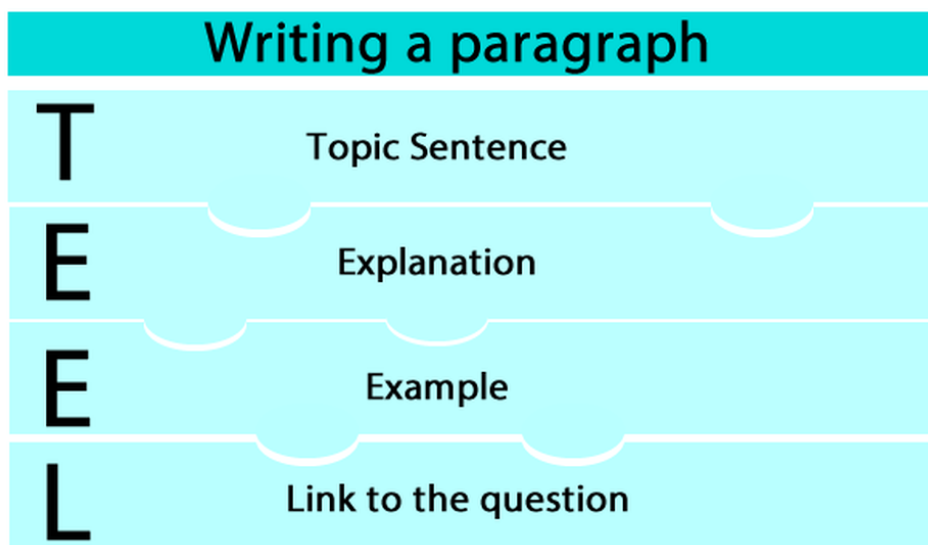 Writing a paragraph
T Topic Sentence
E Explanation
E Example
L Link to the question